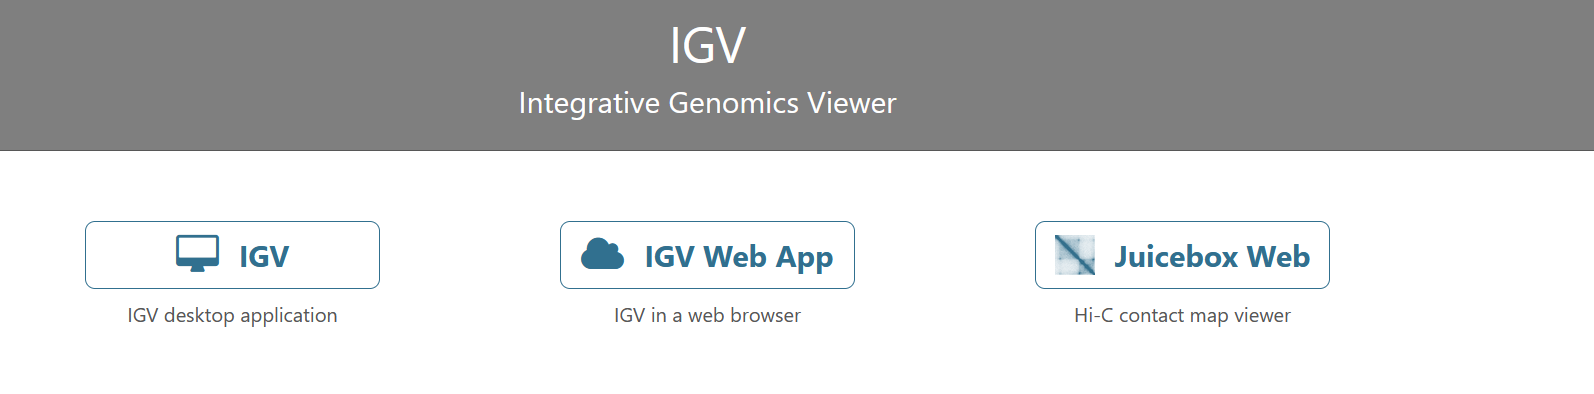 IGV
Integrative Genomics Viewer
IGV
IGV Web App
Juicebox Web
IGV desktop application
IGV in a web browser
Hi-C contact map viewer